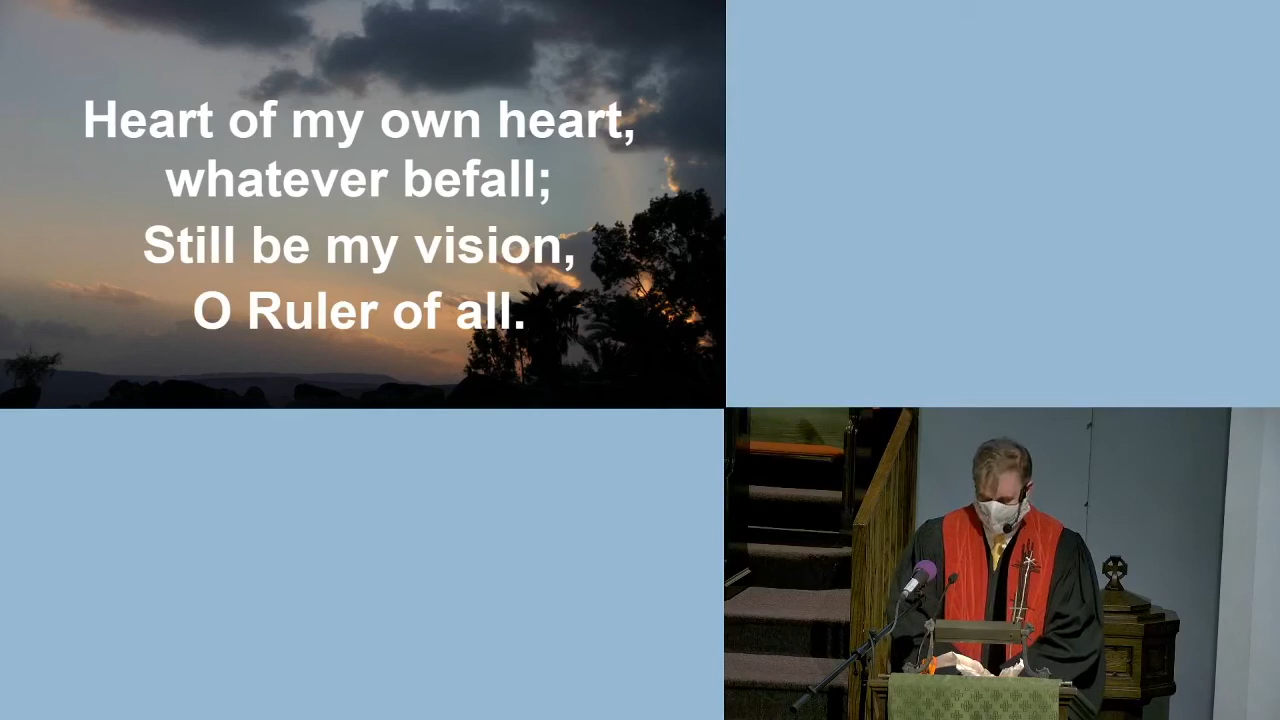 Heart of my own heart,
whatever befall;
Still be my vision,
O Ruler of all.